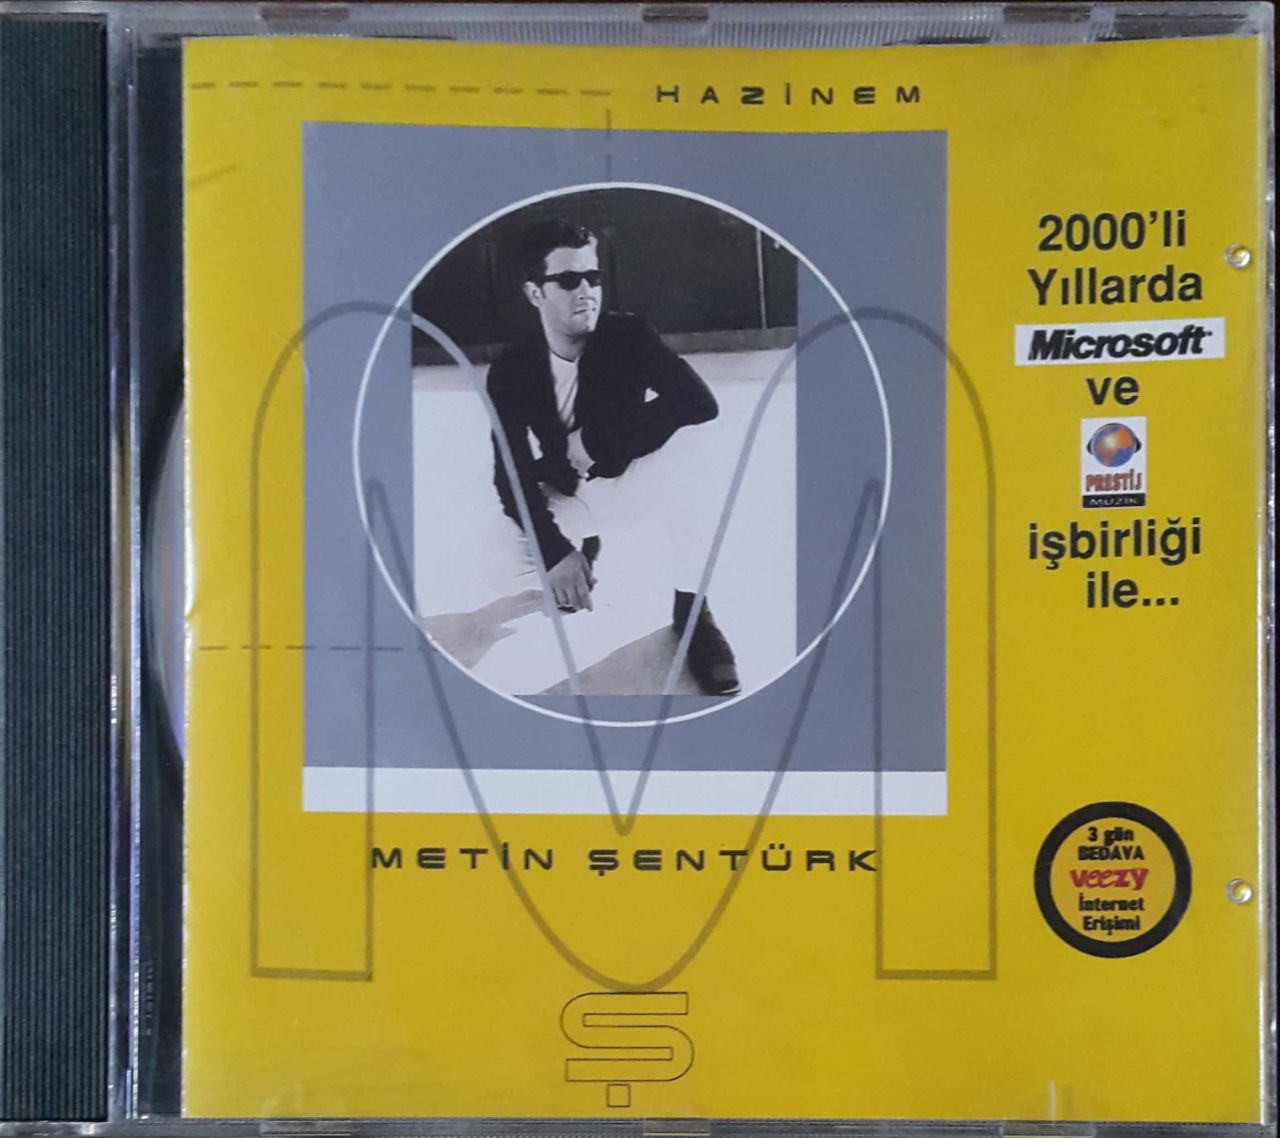 HAZİNEM
2000'li
Yıllarda
Microsoft
ve
PRESTİJ
MÜZİK
işbirliği
ile...
METİN ŞENTÜRK
3 gün
BEDAVA
veezy
İnternet
Erişimi
M
Ş